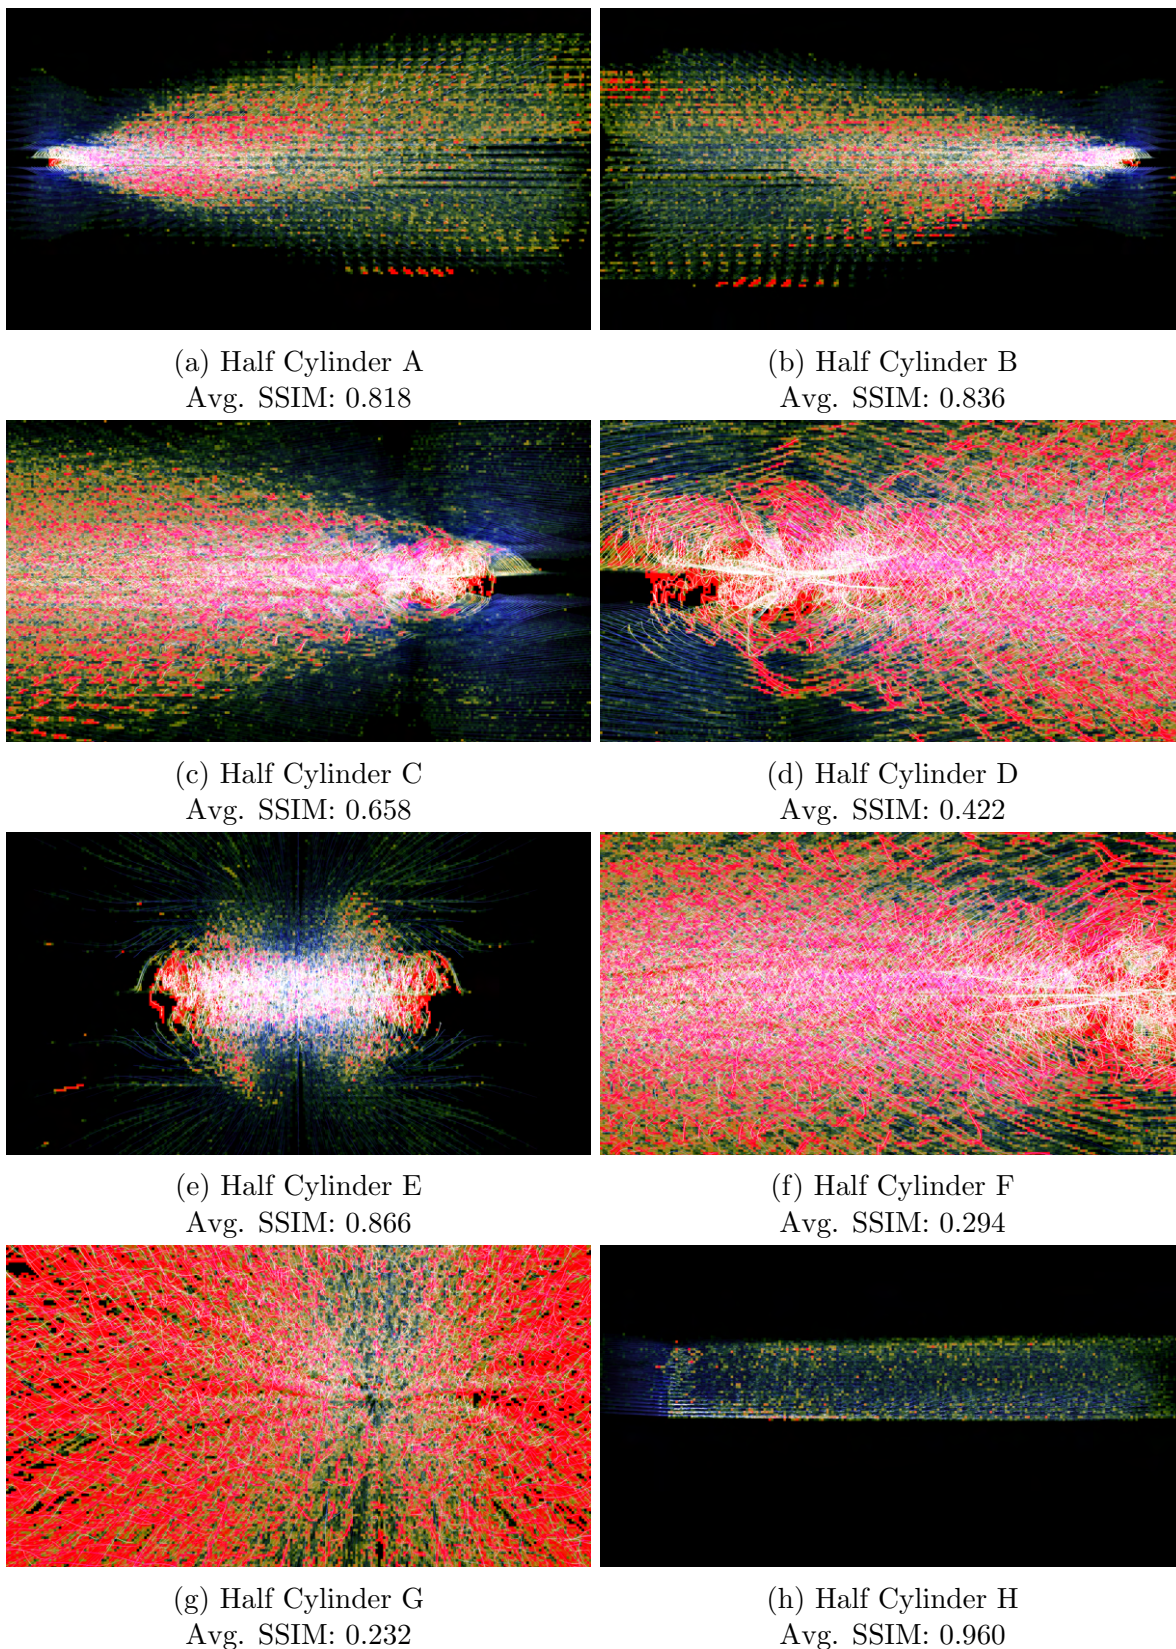 (a) Half Cylinder A
Avg. SSIM: 0.818
(b) Half Cylinder B
Avg. SSIM: 0.836
(c) Half Cylinder C
Avg. SSIM: 0.658
(d) Half Cylinder D
Avg. SSIM: 0.422
(e) Half Cylinder E
Avg. SSIM: 0.866
(f) Half Cylinder F
Avg. SSIM: 0.294
(g) Half Cylinder G
Avg. SSIM: 0.232
(h) Half Cylinder H
Avg. SSIM: 0.960